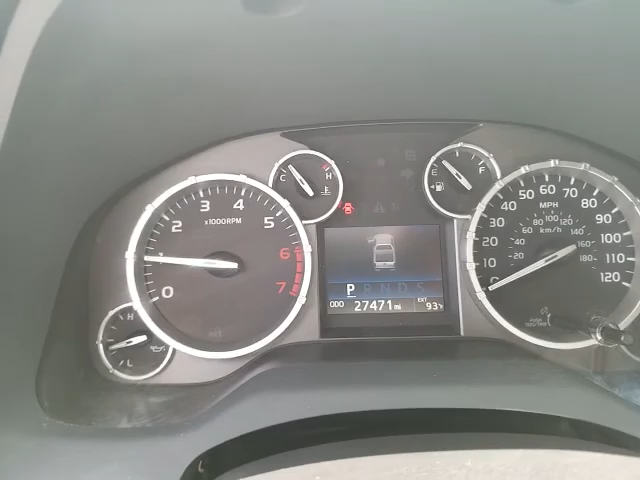 C H
E F
0 1 2 3 4 5 6 7
x1000RPM
0 10 20 30 40 50 60 70 80 90 100 110 120
MPH
20 40 60 80 100 120 140 160 180
km/h
H
L
P R N D S
ODO 27471 mi
EXT 93°F